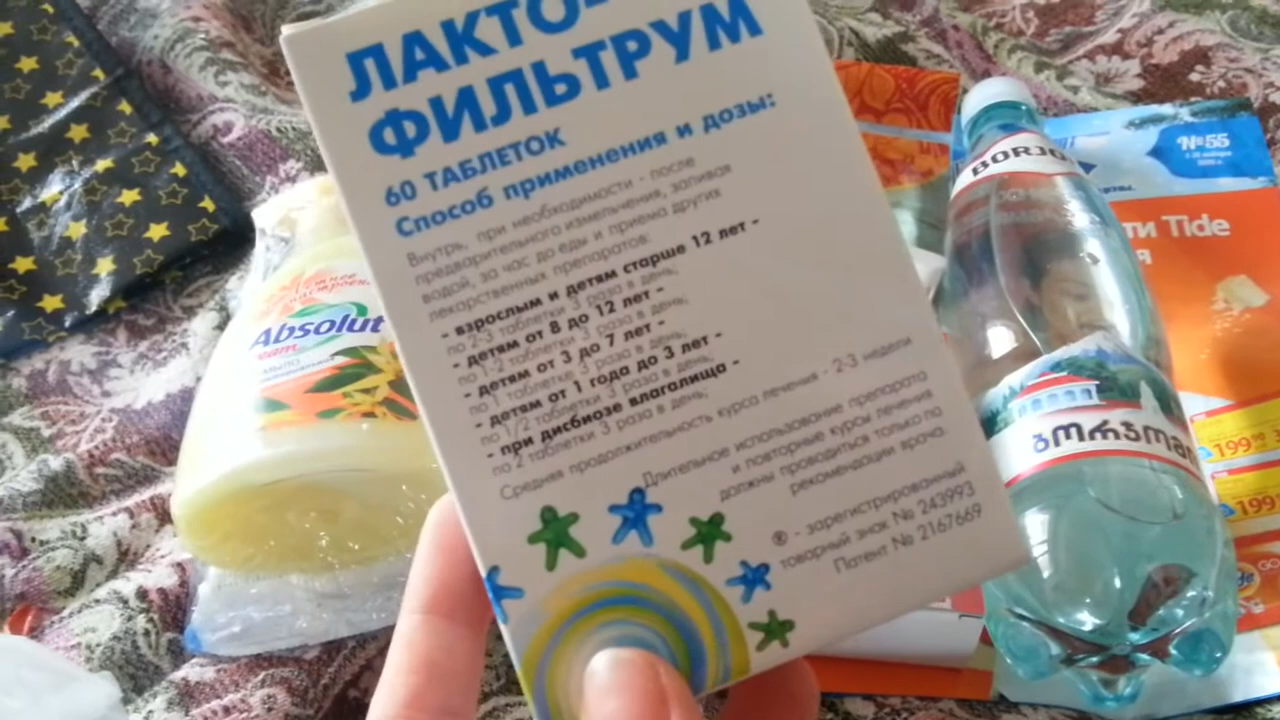 ЛАКТО-
ФИЛЬТРУМ
60 ТАБЛЕТОК
Способ применения и дозы:
Внутрь, при необходимости - после
предварительного измельчения, запивая
водой, за час до еды и приема других
лекарственных препаратов:
- взрослым и детям старше 12 лет -
по 2-3 таблетки 3 раза в день;
- детям от 8 до 12 лет -
по 1-2 таблетки 3 раза в день;
- детям от 3 до 7 лет -
по 1 таблетке 3 раза в день;
- детям от 1 года до 3 лет -
по 1/2 таблетки 3 раза в день;
- при дисбиозе влагалища -
по 2 таблетки 3 раза в день;
Средняя продолжительность курса лечения - 2-3 недели
Длительное использование препарата
и повторные курсы лечения
должны проводиться только по
рекомендации врача.
® - зарегистрированный
товарный знак № 243993
Патент № 2167669
Absolut
МЫЛО
BORJO
ბორჯომი
№55
ти Tide
я
199
199